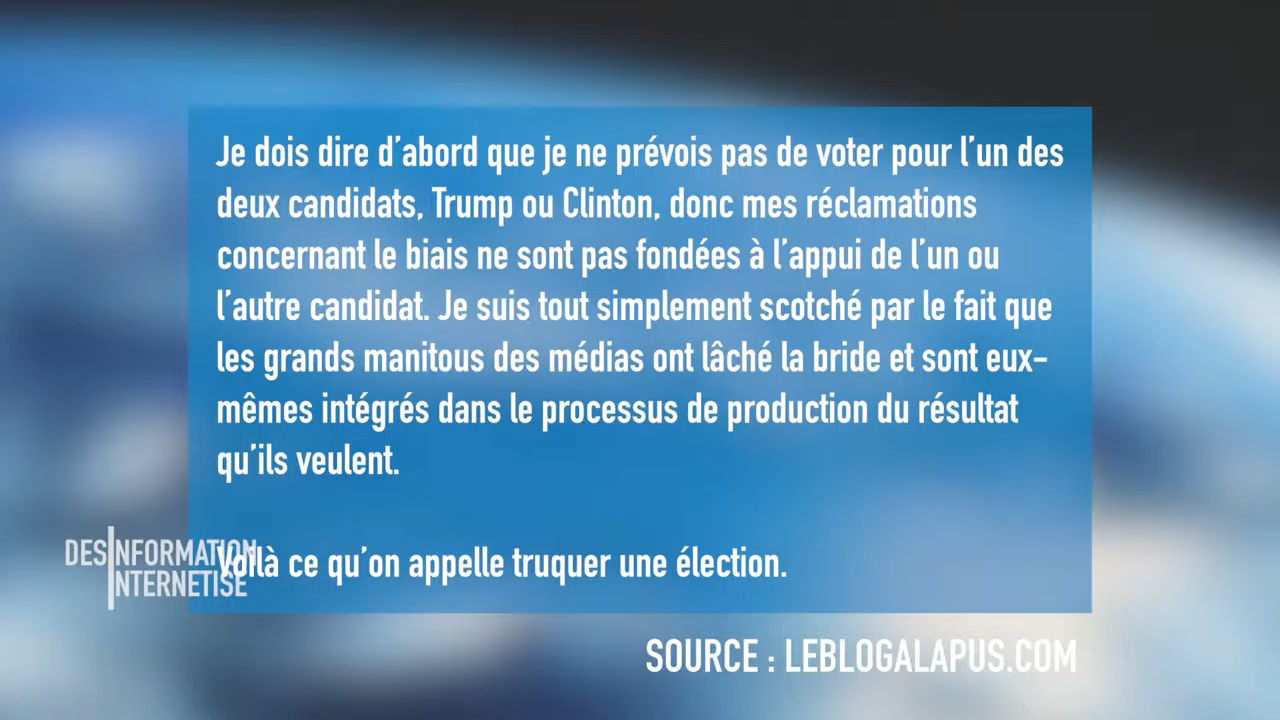 Je dois dire d'abord que je ne prévois pas de voter pour l'un des
deux candidats, Trump ou Clinton, donc mes réclamations
concernant le biais ne sont pas fondées à l'appui de l'un ou
l'autre candidat. Je suis tout simplement scotché par le fait que
les grands manitous des médias ont lâché la bride et sont eux-
mêmes intégrés dans le processus de production du résultat
qu'ils veulent.
Voilà ce qu'on appelle truquer une élection.
DESINFORMATION
INTERNETISE
SOURCE : LEBLOGALAPUS.COM